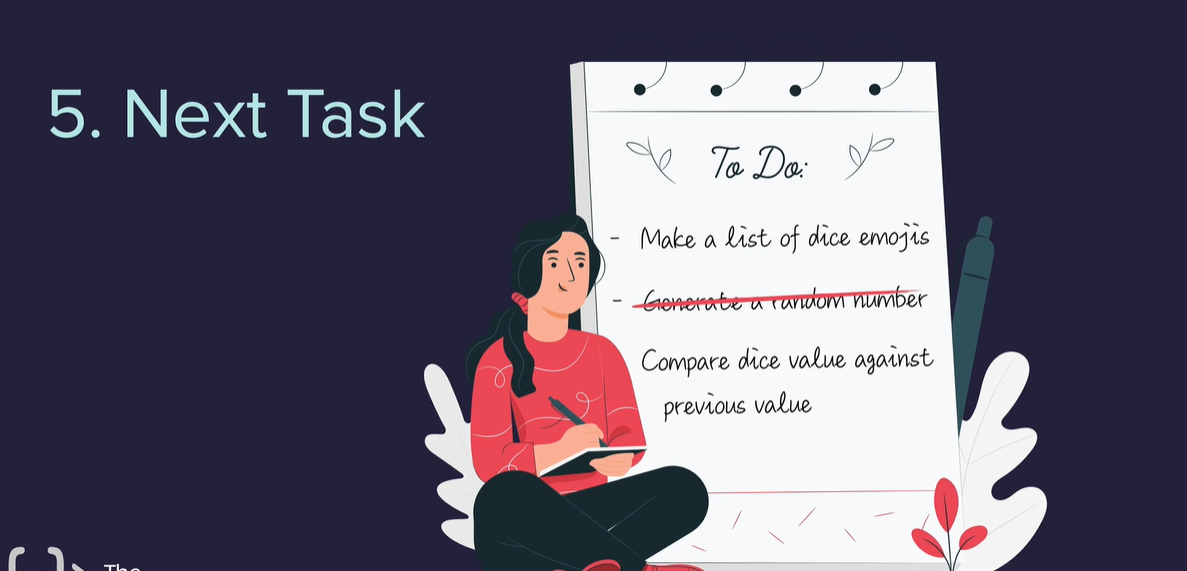 5. Next Task
To Do:
- Make a list of dice emojis
- Generate a random number
Compare dice value against
previous value
The